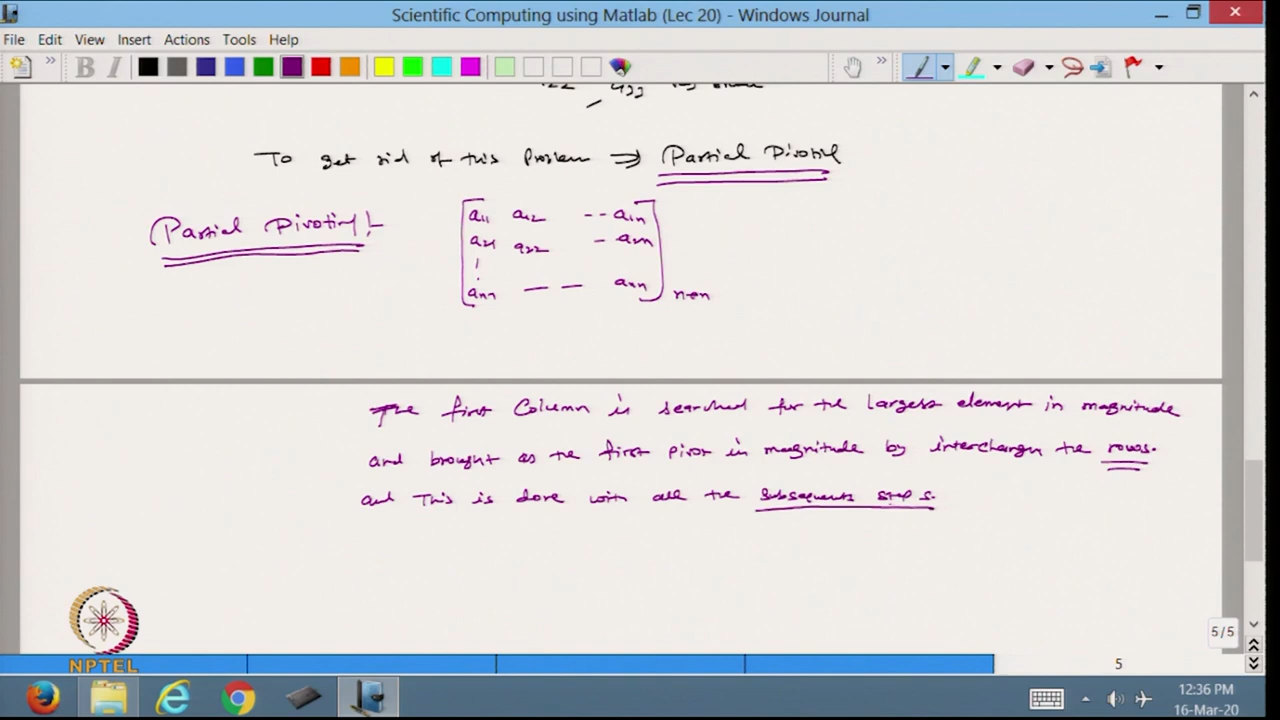 Scientific Computing using Matlab (Lec 20) - Windows Journal
File Edit View Insert Actions Tools Help
To get rid of this Problem ⇒ Partial Pivoting
Partial Pivoting:-
a11 a12 -- a1n
a21 a22 - a2n
an1 — — ann
n×n
The first Column is searched for the largest element in magnitude
and brought as the first pivot in magnitude by interchangn the rows.
and This is done with all the Subsequents steps.
NPTEL
5/5
5
12:36 PM
16-Mar-20